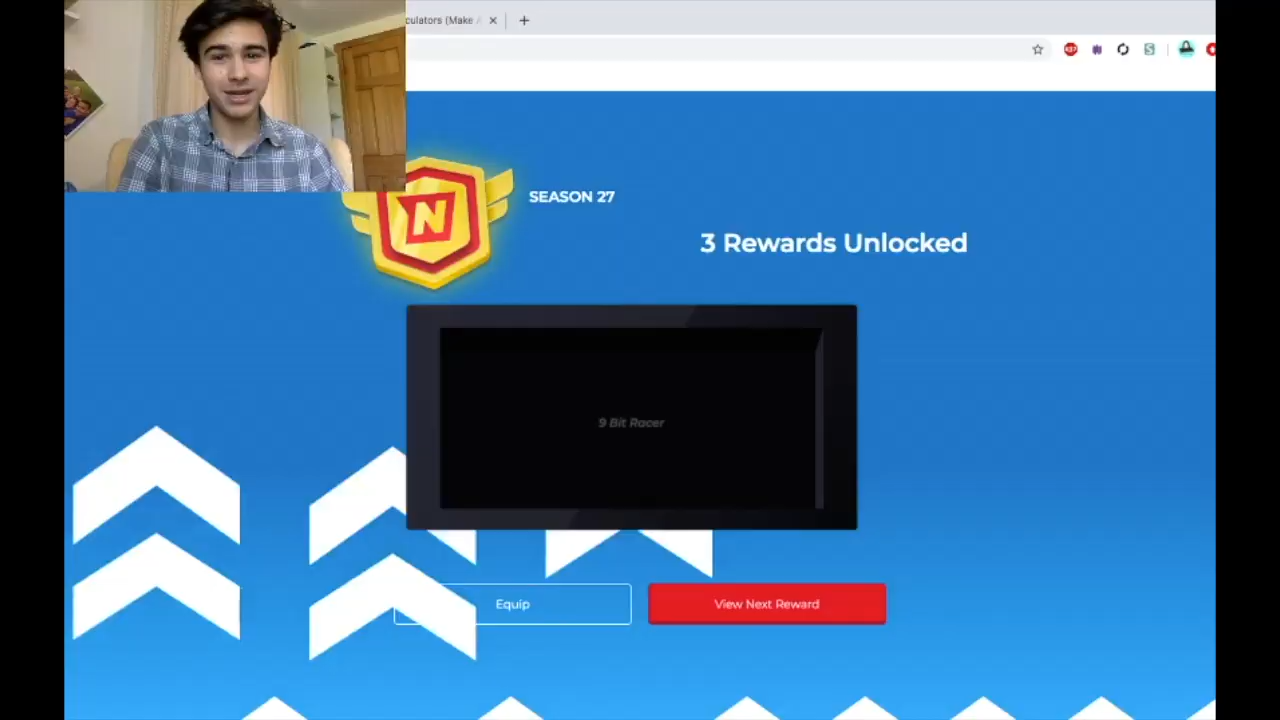 culators (Make A
SEASON 27
3 Rewards Unlocked
N
9 Bit Racer
Equip
View Next Reward